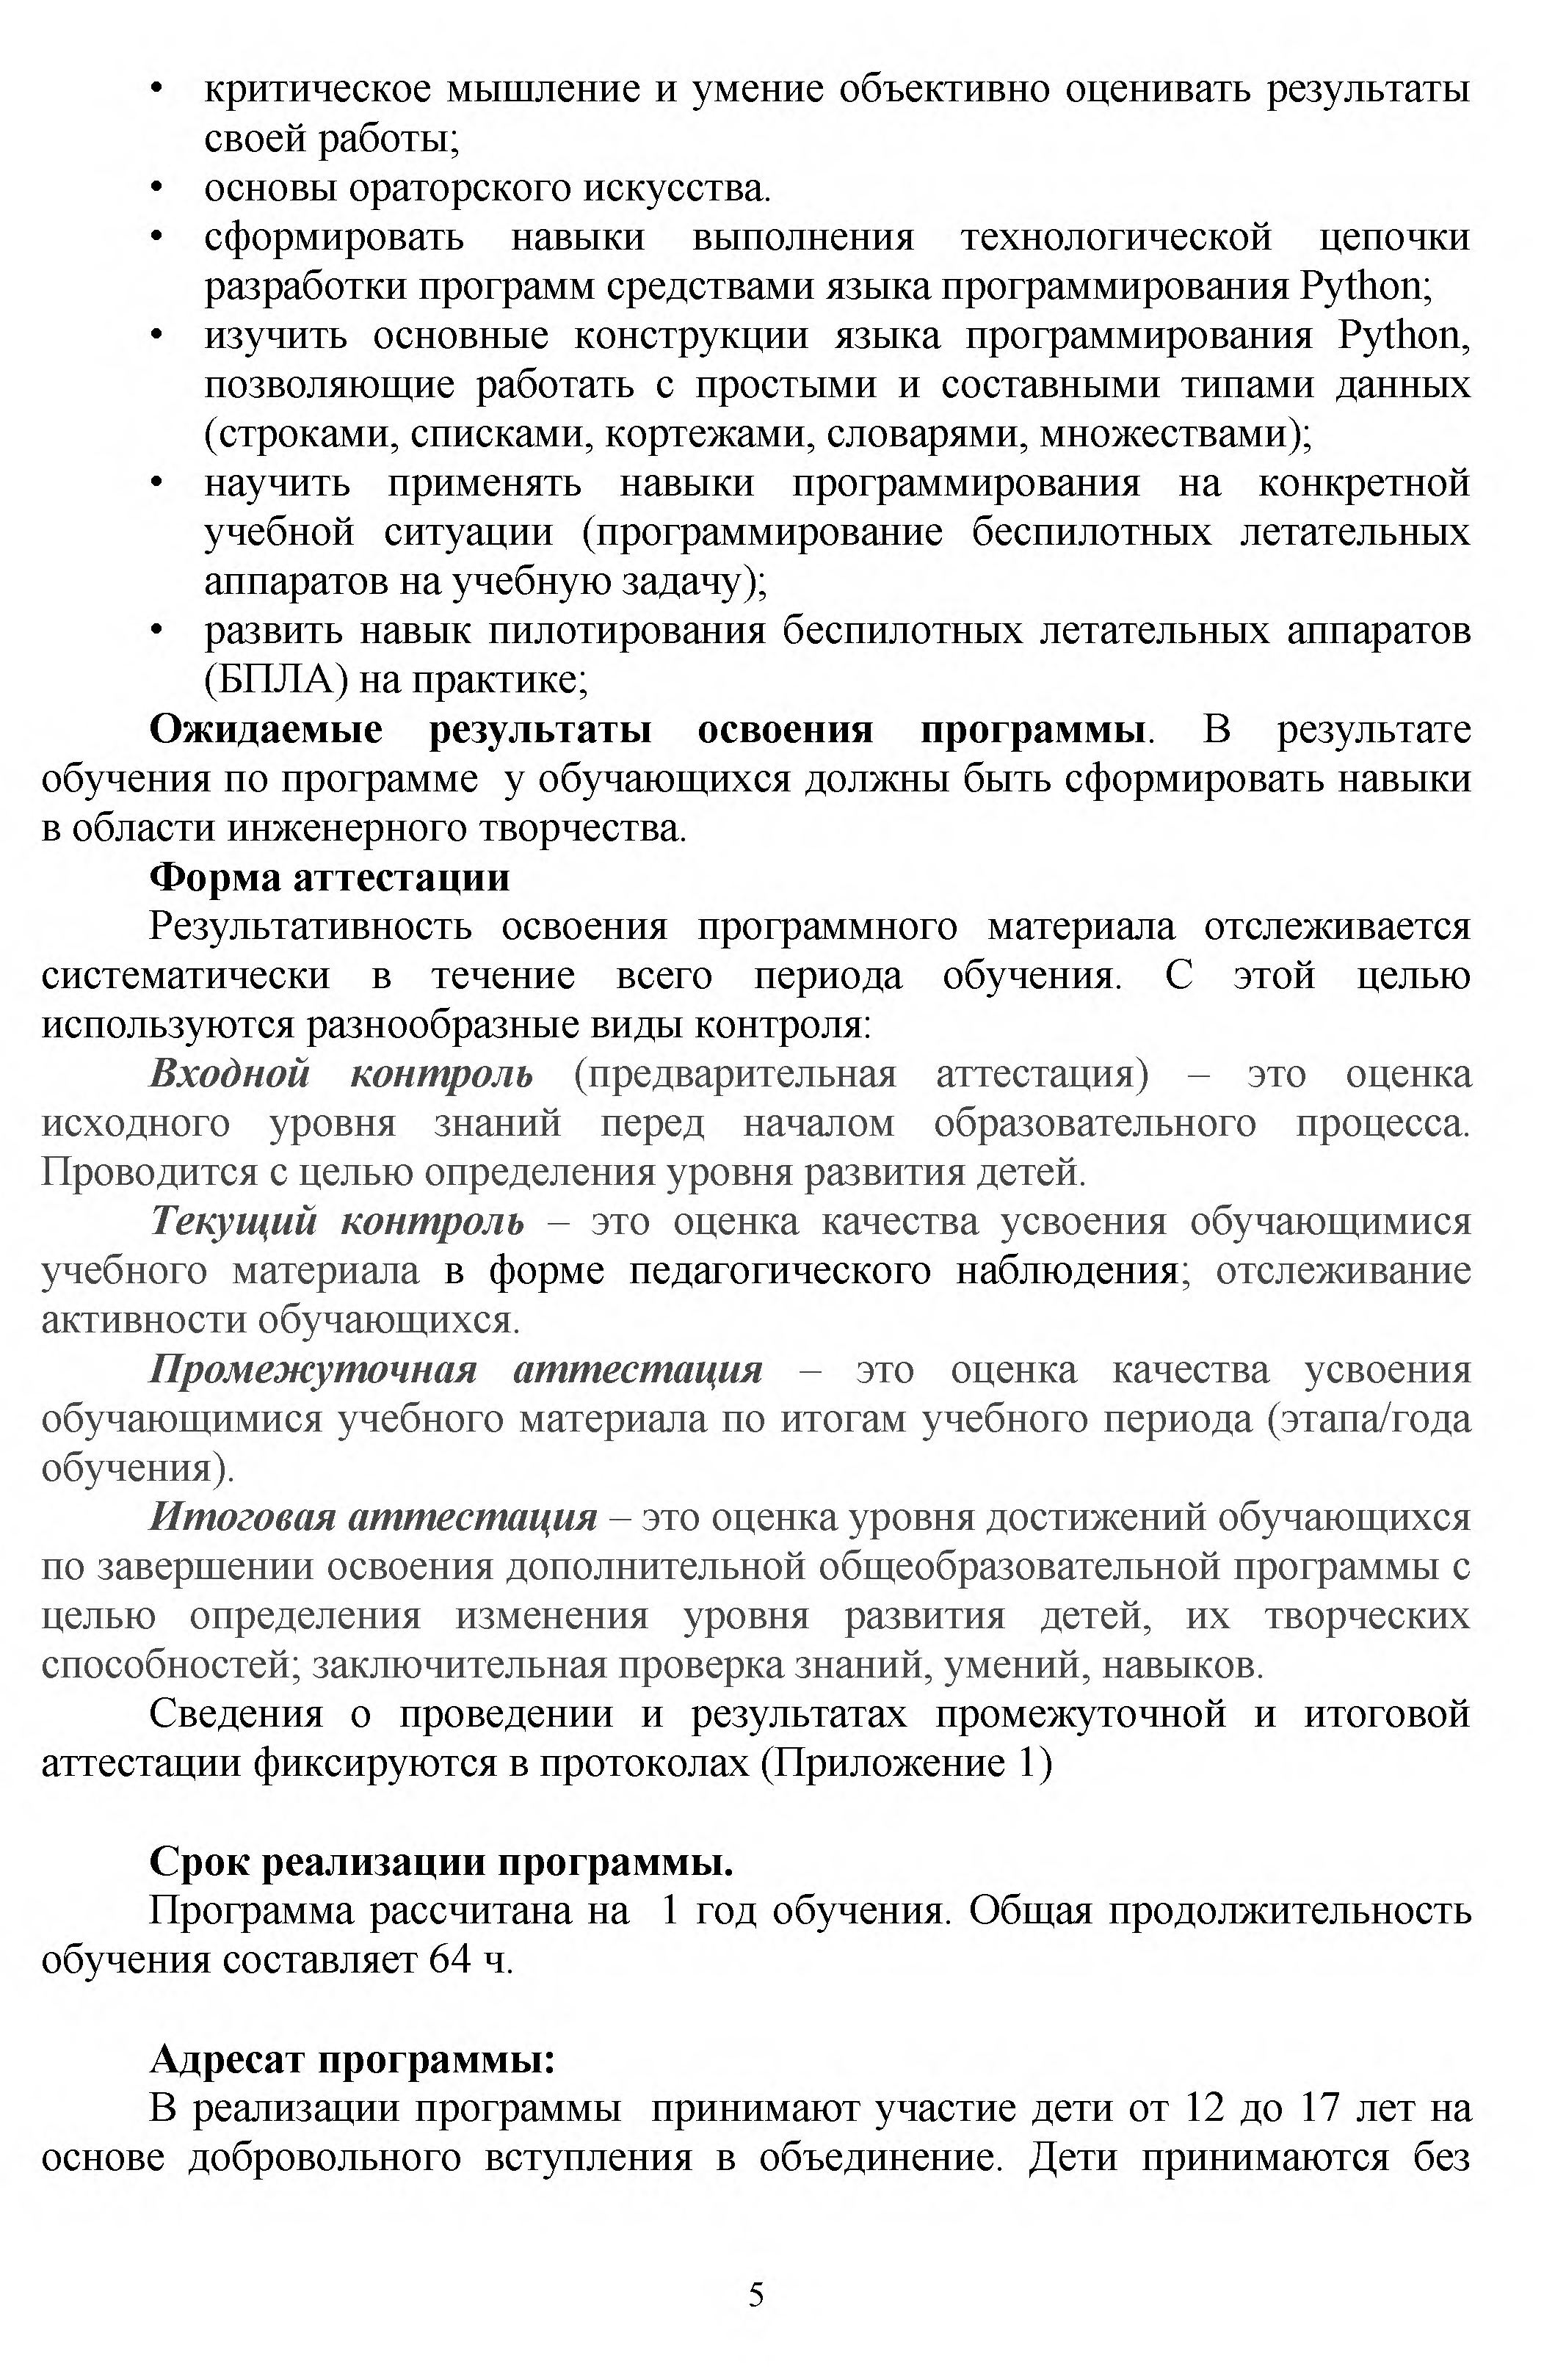 • критическое мышление и умение объективно оценивать результаты
своей работы;
• основы ораторского искусства.
• сформировать навыки выполнения технологической цепочки
разработки программ средствами языка программирования Python;
• изучить основные конструкции языка программирования Python,
позволяющие работать с простыми и составными типами данных
(строками, списками, кортежами, словарями, множествами);
• научить применять навыки программирования на конкретной
учебной ситуации (программирование беспилотных летательных
аппаратов на учебную задачу);
• развить навык пилотирования беспилотных летательных аппаратов
(БПЛА) на практике;
Ожидаемые результаты освоения программы. В результате
обучения по программе у обучающихся должны быть сформировать навыки
в области инженерного творчества.
Форма аттестации
Результативность освоения программного материала отслеживается
систематически в течение всего периода обучения. С этой целью
используются разнообразные виды контроля:
Входной контроль (предварительная аттестация) – это оценка
исходного уровня знаний перед началом образовательного процесса.
Проводится с целью определения уровня развития детей.
Текущий контроль – это оценка качества усвоения обучающимися
учебного материала в форме педагогического наблюдения; отслеживание
активности обучающихся.
Промежуточная аттестация – это оценка качества усвоения
обучающимися учебного материала по итогам учебного периода (этапа/года
обучения).
Итоговая аттестация – это оценка уровня достижений обучающихся
по завершении освоения дополнительной общеобразовательной программы с
целью определения изменения уровня развития детей, их творческих
способностей; заключительная проверка знаний, умений, навыков.
Сведения о проведении и результатах промежуточной и итоговой
аттестации фиксируются в протоколах (Приложение 1)
Срок реализации программы.
Программа рассчитана на 1 год обучения. Общая продолжительность
обучения составляет 64 ч.
Адресат программы:
В реализации программы принимают участие дети от 12 до 17 лет на
основе добровольного вступления в объединение. Дети принимаются без
5